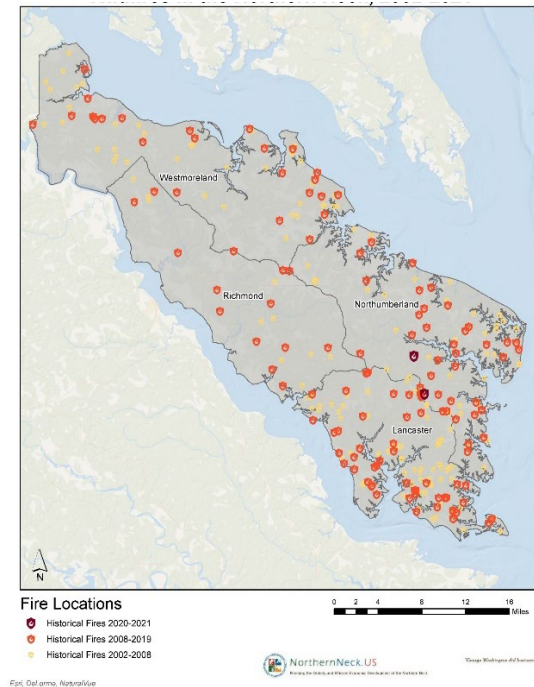 Westmoreland
Richmond
Northumberland
Lancaster
N
Fire Locations
Historical Fires 2020-2021
Historical Fires 2008-2019
Historical Fires 2002-2008
0 2 4 8 12 16
Miles
NorthernNeck.US
Esri, DeLorme, NaturalVue